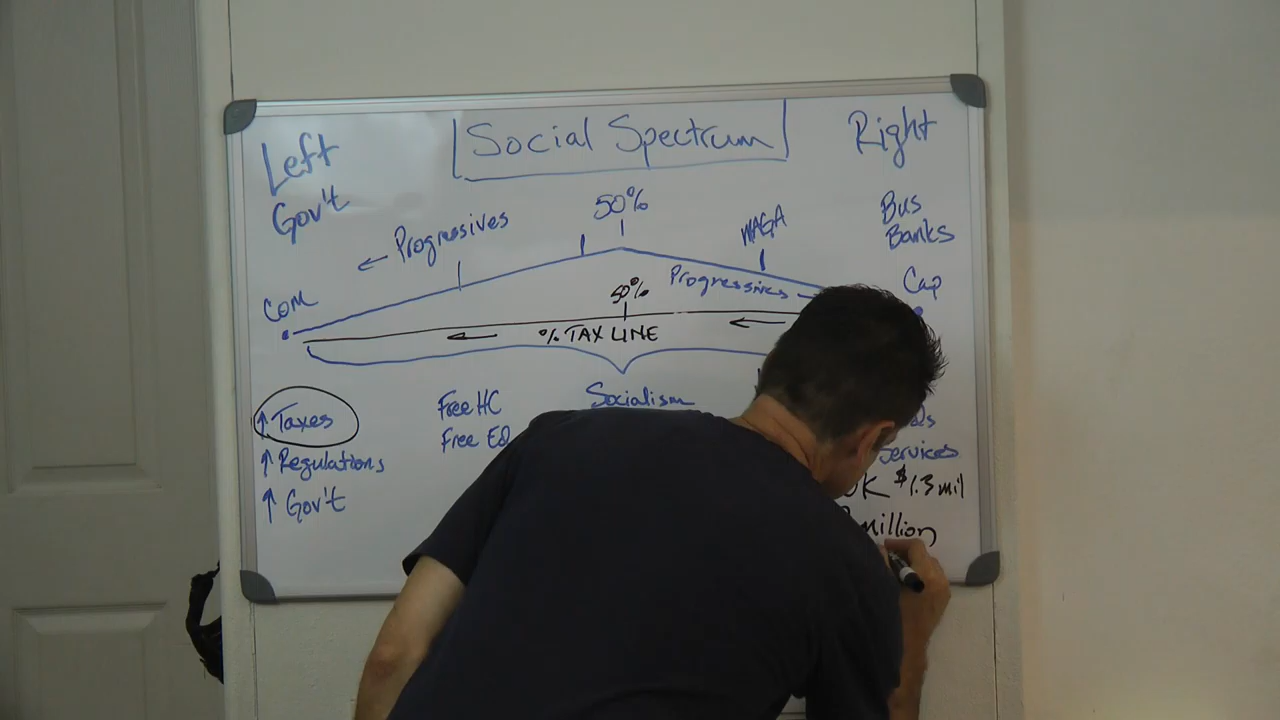 Left
Social Spectrum
Right
Gov't
← Progressives
50%
MAGA
Bus
Banks
Com
50%
Progressives
Cap
% TAX LINE
↑ Taxes
Free HC
Socialism
↑ Regulations
Free Ed
Services
$1.3 mil
↑ Gov't
million